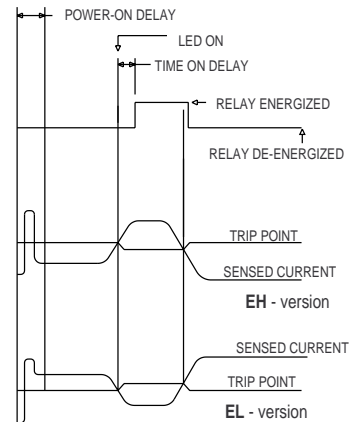 POWER-ON DELAY
LED ON
TIME ON DELAY
RELAY ENERGIZED
RELAY DE-ENERGIZED
TRIP POINT
SENSED CURRENT
EH - version
SENSED CURRENT
TRIP POINT
EL - version